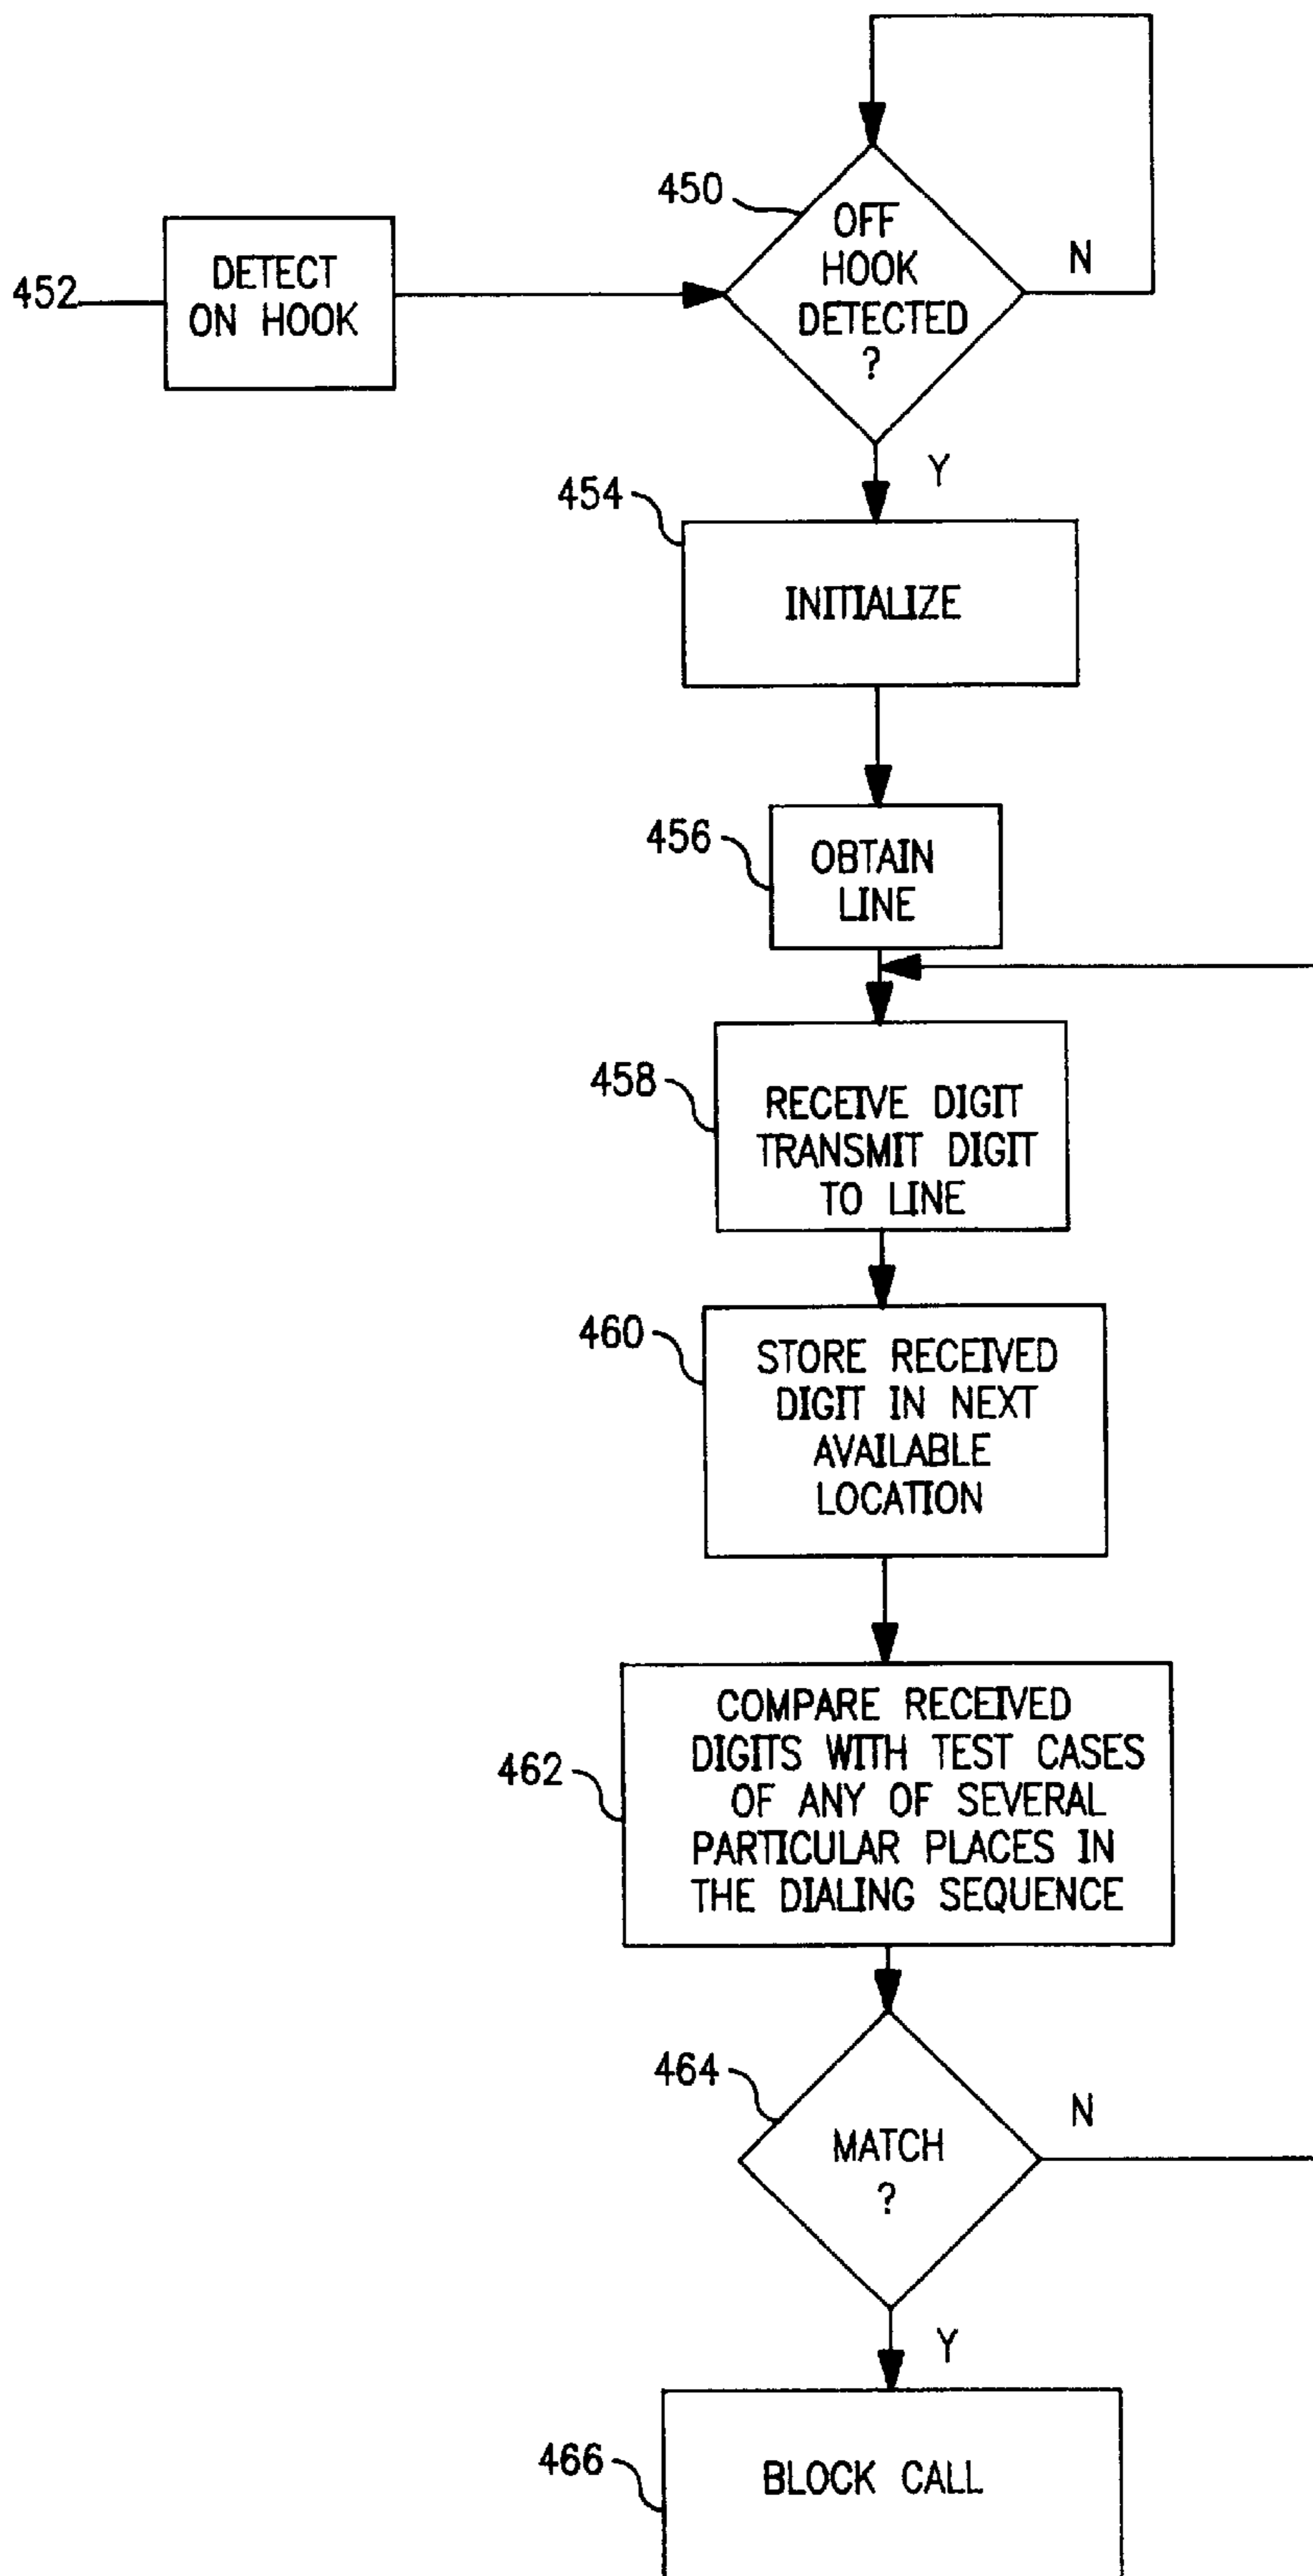 450
OFF
HOOK
DETECTED
?
N
452
DETECT
ON HOOK
Y
454
INITIALIZE
456
OBTAIN
LINE
458
RECEIVE DIGIT
TRANSMIT DIGIT
TO LINE
460
STORE RECEIVED
DIGIT IN NEXT
AVAILABLE
LOCATION
462
COMPARE RECEIVED
DIGITS WITH TEST CASES
OF ANY OF SEVERAL
PARTICULAR PLACES IN
THE DIALING SEQUENCE
464
MATCH
?
N
Y
466
BLOCK CALL